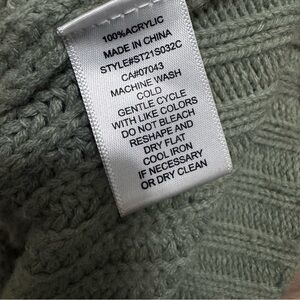 100%ACRYLIC
MADE IN CHINA
STYLE#ST21S032C
CA#07043
MACHINE WASH
COLD
GENTLE CYCLE
WITH LIKE COLORS
DO NOT BLEACH
RESHAPE AND
DRY FLAT
COOL IRON
IF NECESSARY
OR DRY CLEAN